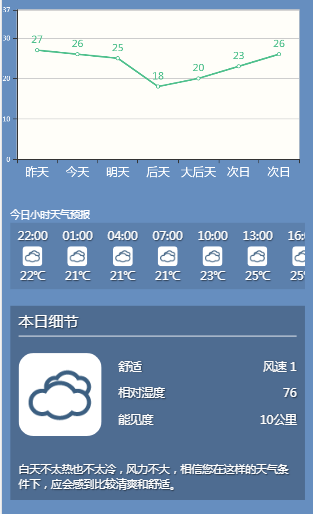 37
30
20
10
0
27 26 25 18 20 23 26
昨天 今天 明天 后天 大后天 次日 次日
今日小时天气预报
22:00 01:00 04:00 07:00 10:00 13:00 16:0
22℃ 21℃ 21℃ 21℃ 23℃ 25℃ 25°
本日细节
舒适 风速 1
相对湿度 76
能见度 10公里
白天不太热也不太冷，风力不大，相信您在这样的天气条
件下，应会感到比较清爽和舒适。